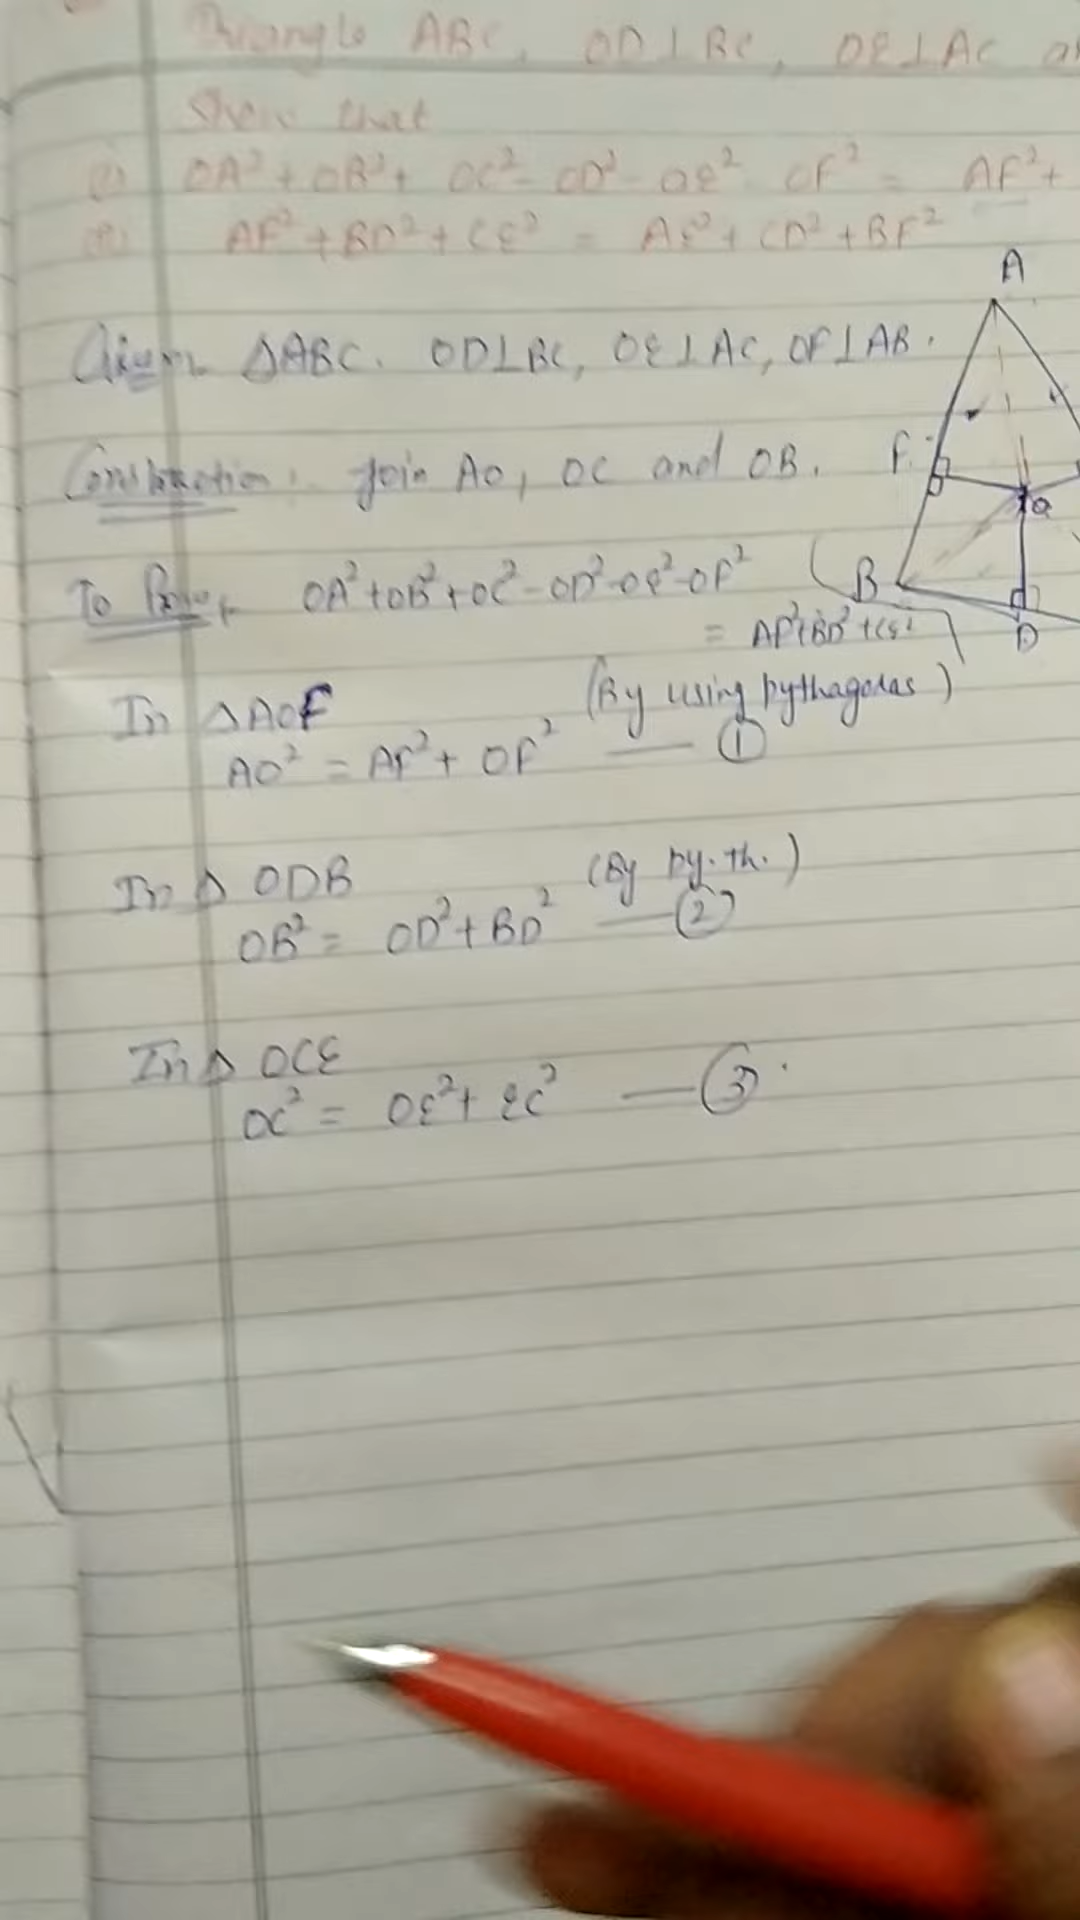 Triangle ABC, OD⊥BC, OE⊥AC
Show that
(i) OA²+OB²+ OC²- OD²- OE² OF² = AF²+
(ii) AF²+BD²+CE² = AE²+CD²+BF²
A
Given ΔABC. OD⊥BC, OE⊥AC, OF⊥AB.
Construction: Join AO, OC and OB.
F
O
To Prove OA²+OB²+OC²-OD²-OE²-OF²
B
= AF²+BD²+CE²
D
In ΔAOF (By using pythagoras)
AO² = AF²+ OF² — ①
In Δ ODB (By py. th.)
OB² = OD²+BD² — ②
In Δ OCE
OC² = OE²+ EC² — ③